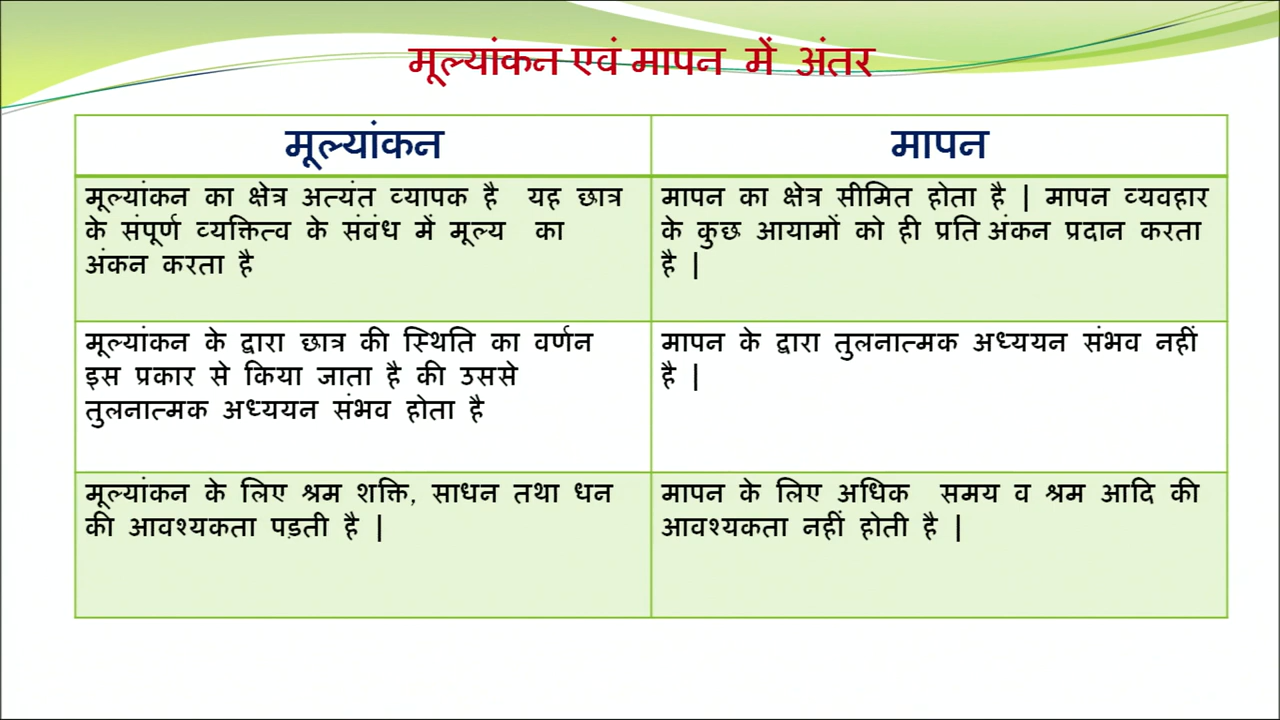 मूल्यांकन एवं मापन में अंतर
मूल्यांकन
मापन
मूल्यांकन का क्षेत्र अत्यंत व्यापक है यह छात्र
के संपूर्ण व्यक्तित्व के संबंध में मूल्य का
अंकन करता है
मापन का क्षेत्र सीमित होता है | मापन व्यवहार
के कुछ आयामों को ही प्रति अंकन प्रदान करता
है |
मूल्यांकन के द्वारा छात्र की स्थिति का वर्णन
इस प्रकार से किया जाता है की उससे
तुलनात्मक अध्ययन संभव होता है
मापन के द्वारा तुलनात्मक अध्ययन संभव नहीं
है |
मूल्यांकन के लिए श्रम शक्ति, साधन तथा धन
की आवश्यकता पड़ती है |
मापन के लिए अधिक समय व श्रम आदि की
आवश्यकता नहीं होती है |